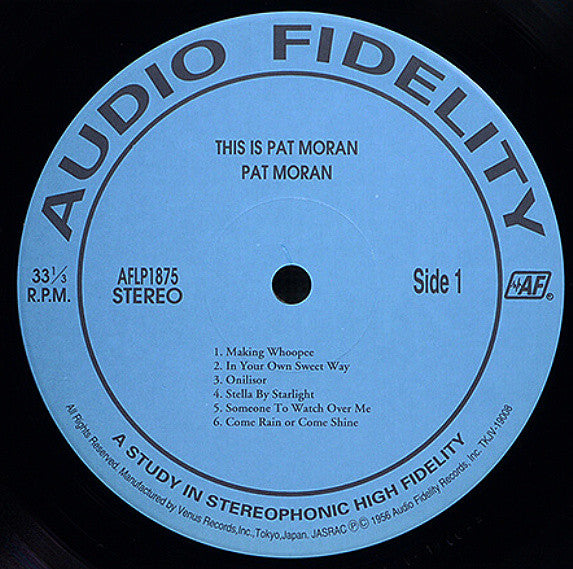 AUDIO FIDELITY
THIS IS PAT MORAN
PAT MORAN
33 1/3
R.P.M.
AFLP1875
STEREO
Side 1
AF®
1. Making Whoopee
2. In Your Own Sweet Way
3. Onilisor
4. Stella By Starlight
5. Someone To Watch Over Me
6. Come Rain or Come Shine
A STUDY IN STEREOPHONIC HIGH FIDELITY
All Rights Reserved. Manufactured by Venus Records,Inc.,Tokyo,Japan. JASRAC ℗ © 1956 Audio Fidelity Records, Inc. TKJV-19008